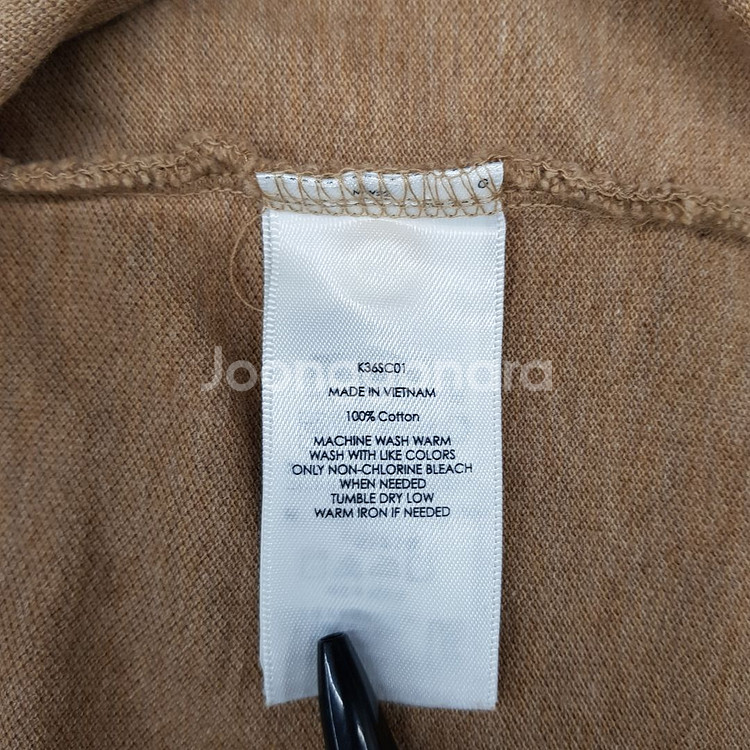 K36SC01
MADE IN VIETNAM
100% Cotton
MACHINE WASH WARM
WASH WITH LIKE COLORS
ONLY NON-CHLORINE BLEACH
WHEN NEEDED
TUMBLE DRY LOW
WARM IRON IF NEEDED
Joonggonara